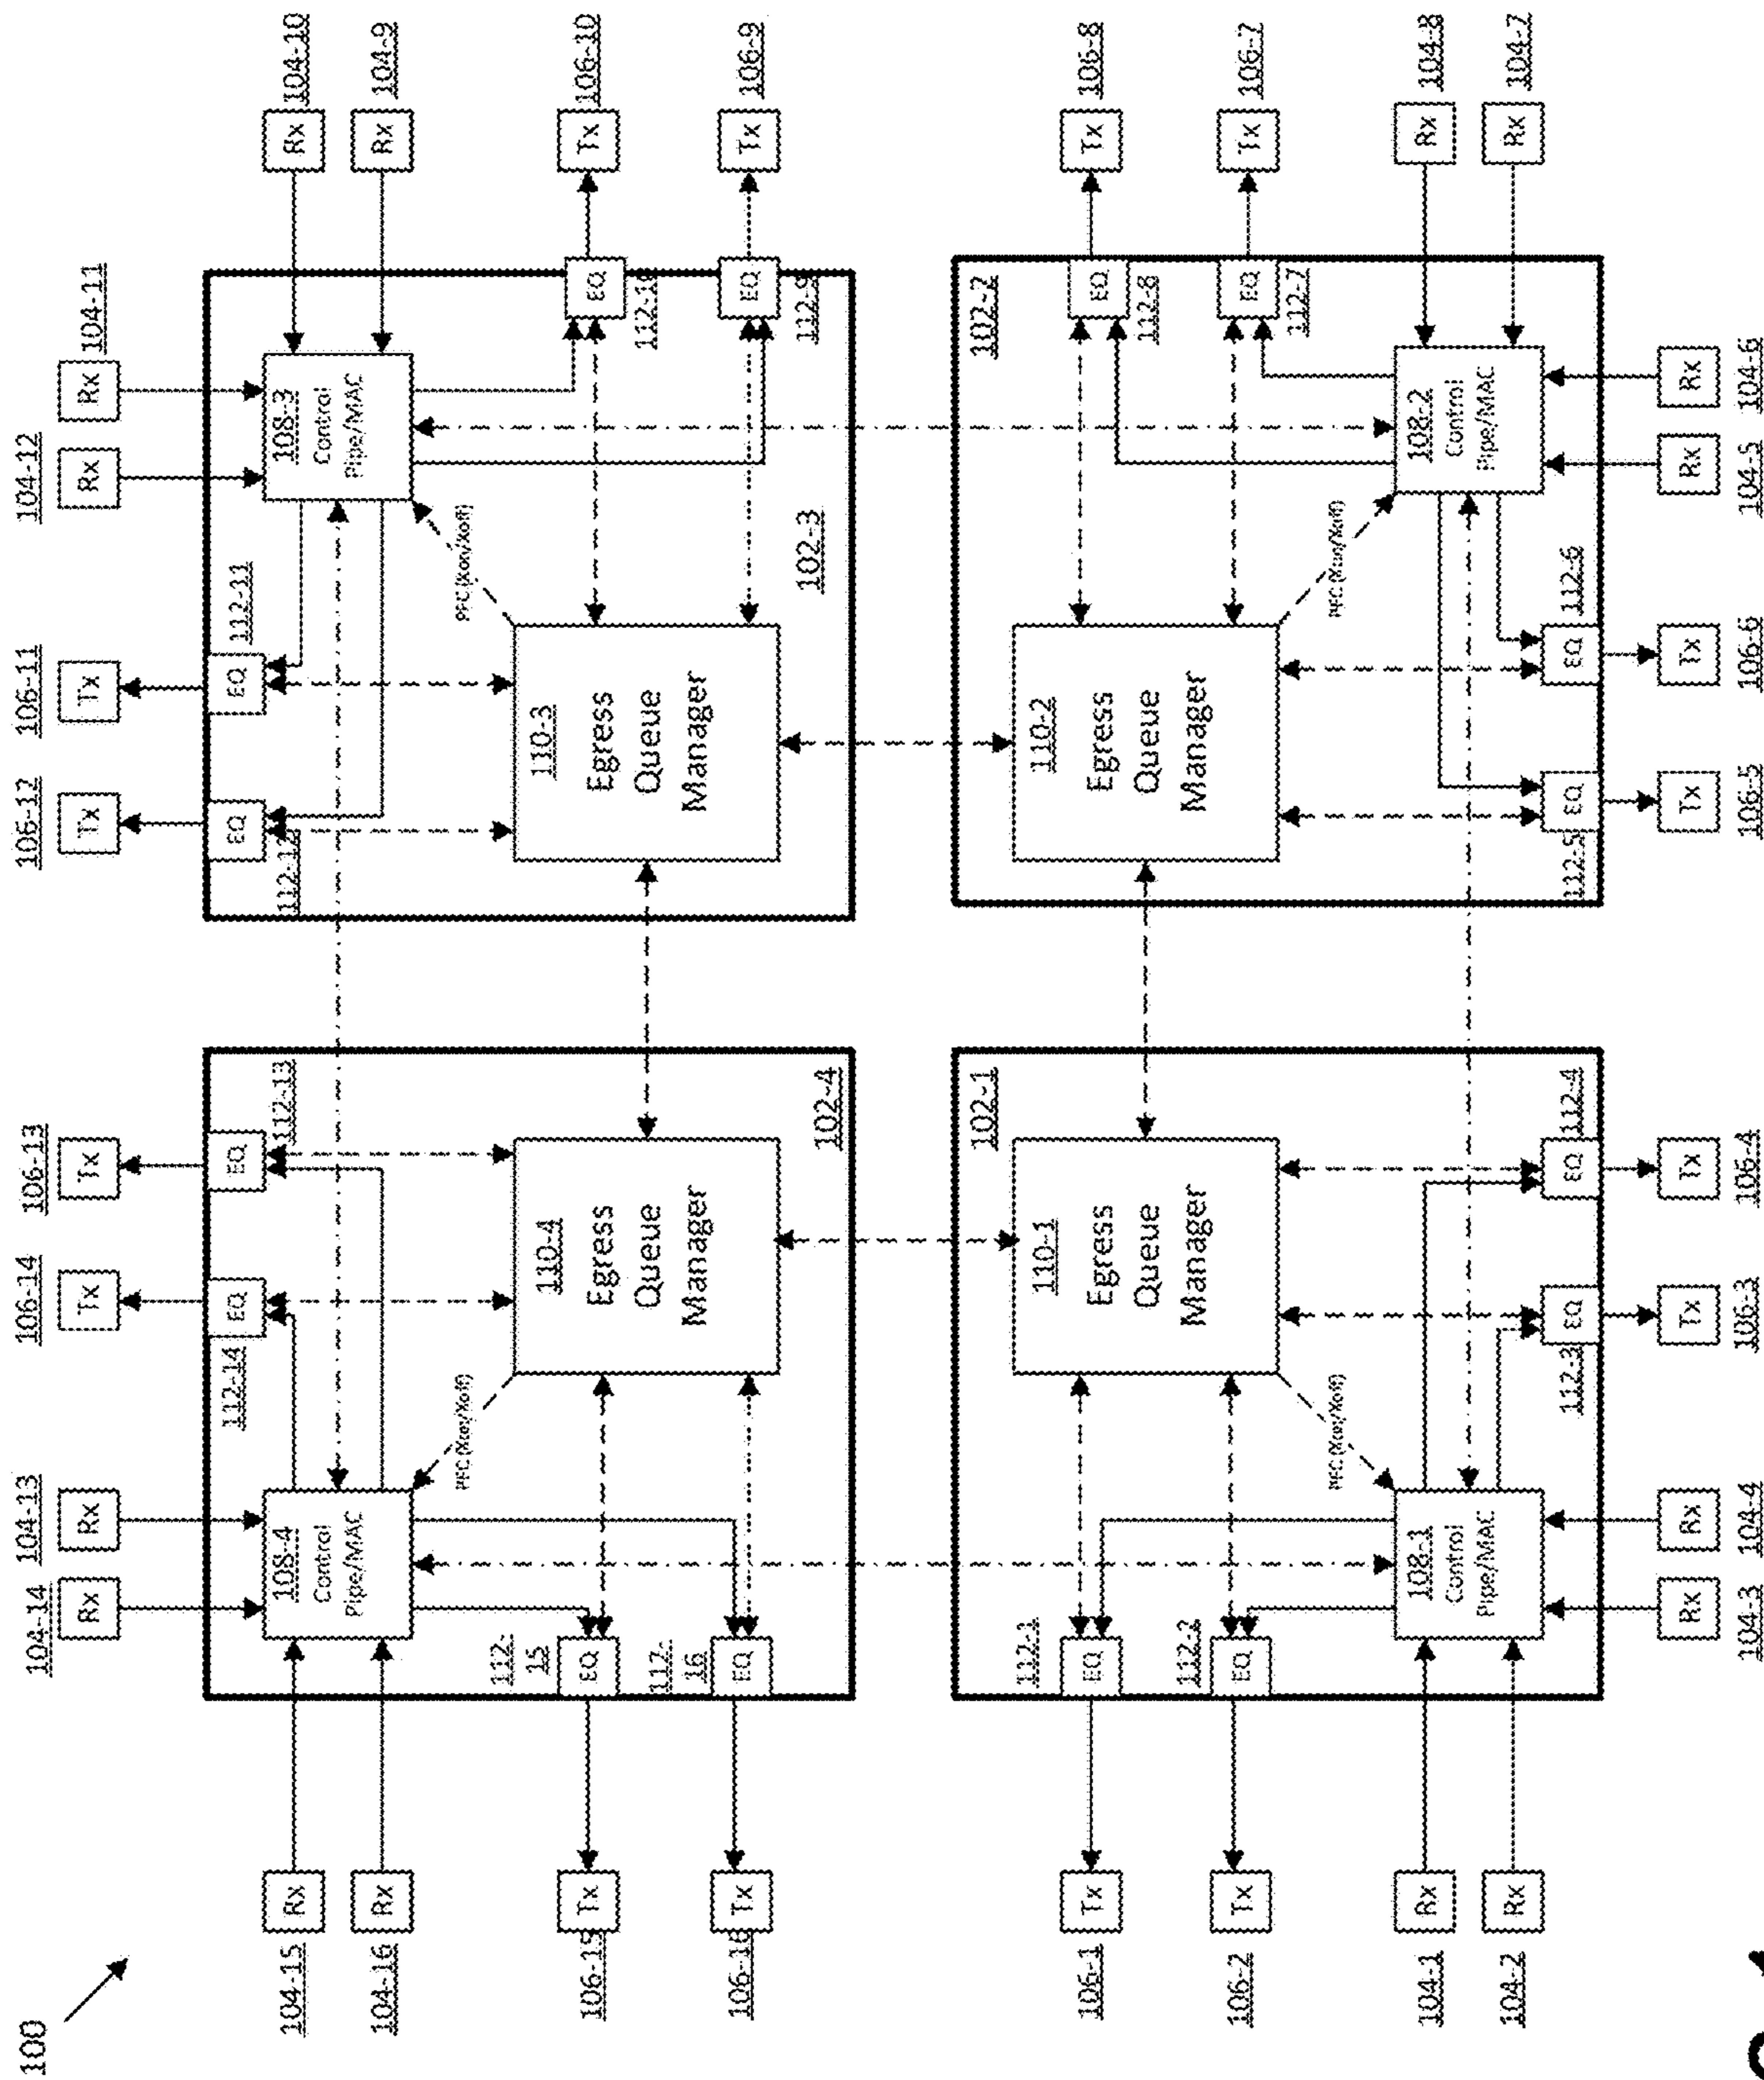 100
104-14
104-13
106-14
106-13
106-12
106-11
104-12
104-11
Rx
Rx
Tx
Tx
Tx
Tx
Rx
Rx
104-15
Rx
104-16
Rx
106-15
Tx
106-16
Tx
108-4
Control
Pipe/MAC
112-14
EQ
EQ
112-13
PFC (Xon/Xoff)
112-
15
EQ
112-
16
EQ
110-4
Egress
Queue
Manager
102-4
112-12
EQ
EQ
112-11
108-3
Control
Pipe/MAC
PFC (Xon/Xoff)
110-3
Egress
Queue
Manager
102-3
EQ
112-10
EQ
112-9
Rx
104-10
Rx
104-9
Tx
106-10
Tx
106-9
106-1
Tx
106-2
Tx
104-1
Rx
104-2
Rx
102-1
112-1
EQ
112-2
EQ
110-1
Egress
Queue
Manager
PFC (Xon/Xoff)
108-1
Control
Pipe/MAC
112-3
EQ
EQ
112-4
102-2
110-2
Egress
Queue
Manager
PFC (Xon/Xoff)
EQ
112-8
EQ
112-7
108-2
Control
Pipe/MAC
112-5
EQ
EQ
112-6
Tx
106-8
Tx
106-7
Rx
104-8
Rx
104-7
Rx
Rx
Tx
Tx
Tx
Tx
Rx
Rx
104-3
104-4
106-3
106-4
106-5
106-6
104-5
104-6